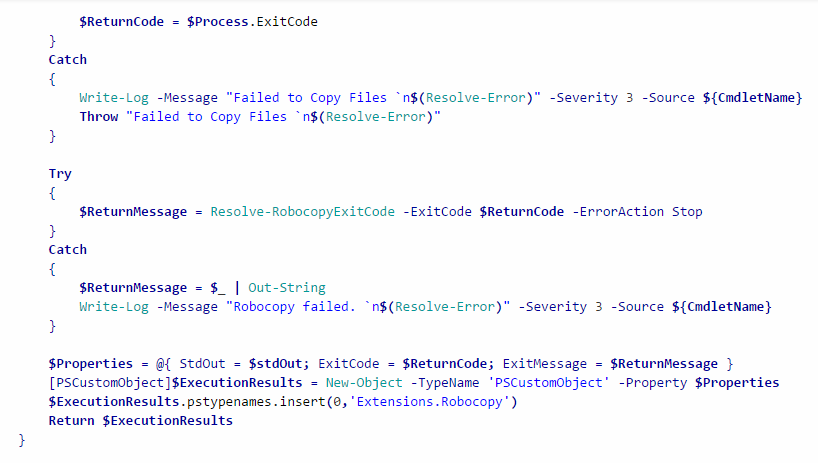 $ReturnCode = $Process.ExitCode
}
Catch
{
Write-Log -Message "Failed to Copy Files `n$(Resolve-Error)" -Severity 3 -Source ${CmdletName}
Throw "Failed to Copy Files `n$(Resolve-Error)"
}
Try
{
$ReturnMessage = Resolve-RobocopyExitCode -ExitCode $ReturnCode -ErrorAction Stop
}
Catch
{
$ReturnMessage = $_ | Out-String
Write-Log -Message "Robocopy failed. `n$(Resolve-Error)" -Severity 3 -Source ${CmdletName}
}
$Properties = @{ StdOut = $stdOut; ExitCode = $ReturnCode; ExitMessage = $ReturnMessage }
[PSCustomObject]$ExecutionResults = New-Object -TypeName 'PSCustomObject' -Property $Properties
$ExecutionResults.pstypenames.insert(0,'Extensions.Robocopy')
Return $ExecutionResults
}